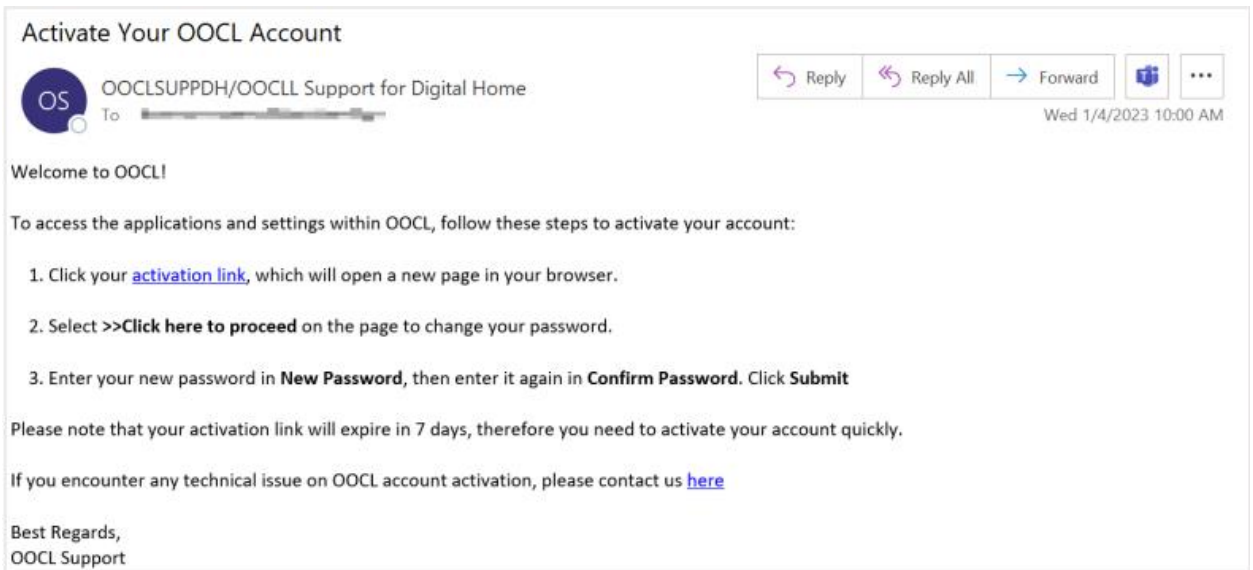 Activate Your OOCL Account
OS
OOCLSUPPDH/OOCLL Support for Digital Home
To
Reply
Reply All
Forward
Wed 1/4/2023 10:00 AM
Welcome to OOCL!
To access the applications and settings within OOCL, follow these steps to activate your account:
1. Click your activation link, which will open a new page in your browser.
2. Select >>Click here to proceed on the page to change your password.
3. Enter your new password in New Password, then enter it again in Confirm Password. Click Submit
Please note that your activation link will expire in 7 days, therefore you need to activate your account quickly.
If you encounter any technical issue on OOCL account activation, please contact us here
Best Regards,
OOCL Support